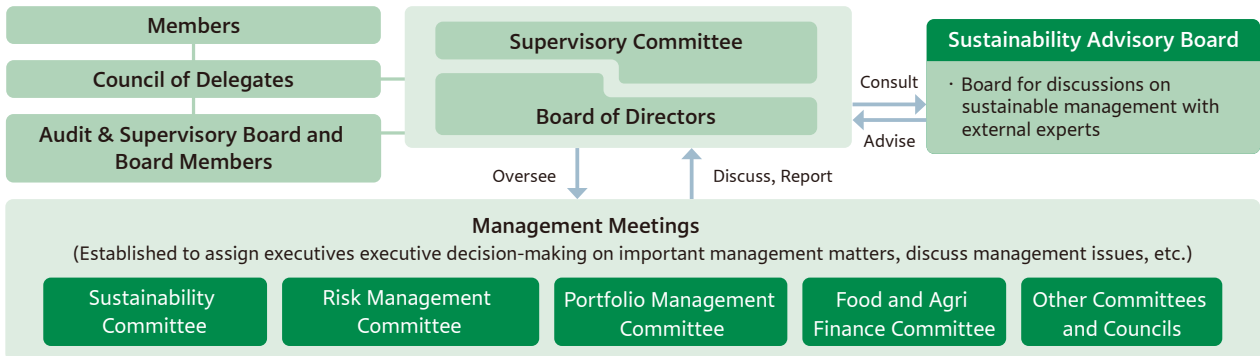 Members
Council of Delegates
Audit & Supervisory Board and
Board Members
Supervisory Committee
Board of Directors
Consult
Advise
Sustainability Advisory Board
· Board for discussions on
sustainable management with
external experts
Oversee
Discuss, Report
Management Meetings
(Established to assign executives executive decision-making on important management matters, discuss management issues, etc.)
Sustainability
Committee
Risk Management
Committee
Portfolio Management
Committee
Food and Agri
Finance Committee
Other Committees
and Councils